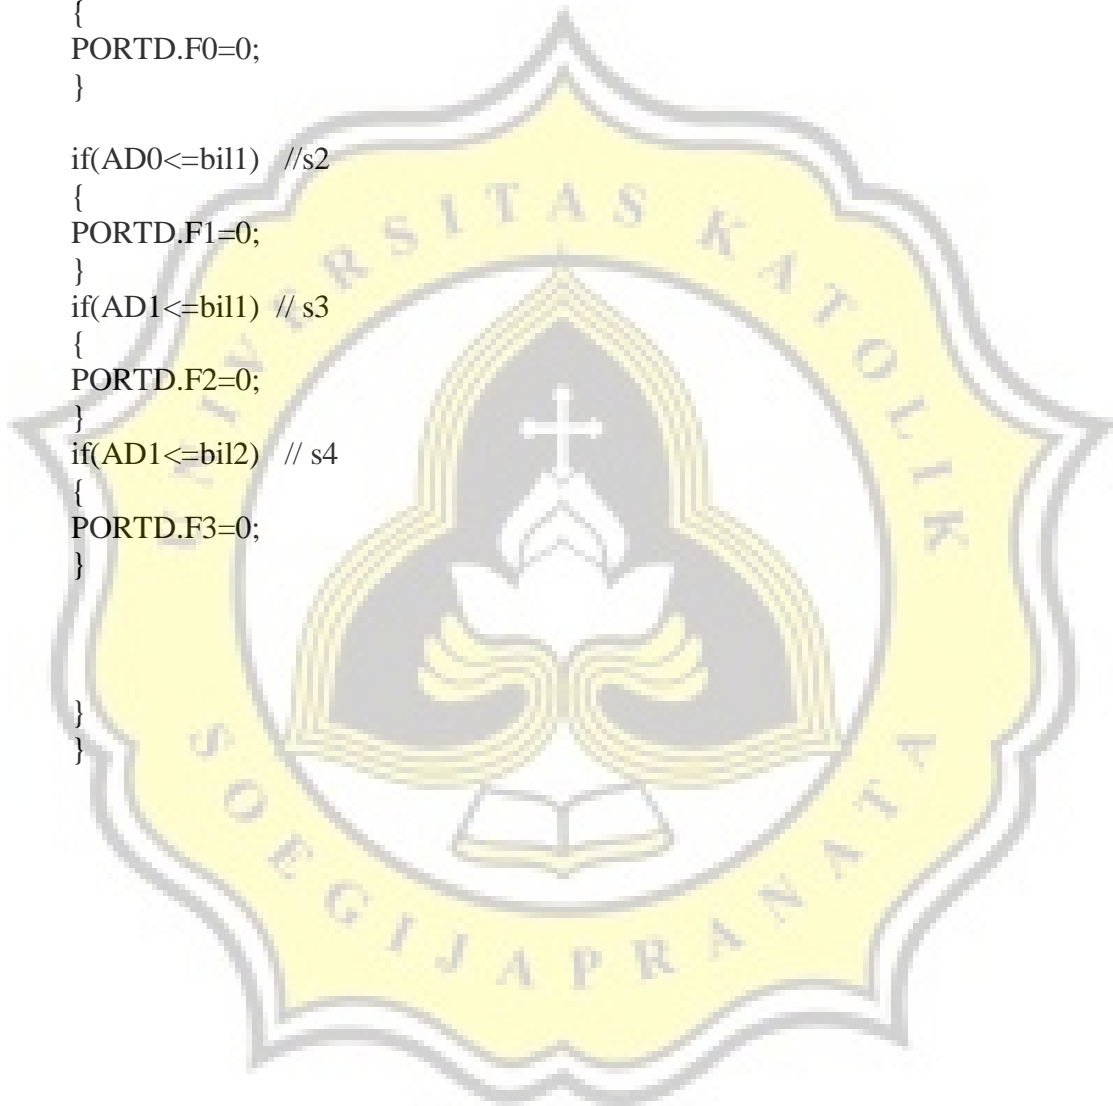 {
PORTD.F0=0;
}
if(AD0<=bil1)   //s2
{
PORTD.F1=0;
}
if(AD1<=bil1)  // s3
{
PORTD.F2=0;
}
if(AD1<=bil2)   // s4
{
PORTD.F3=0;
}
}
}
UNIVERSITAS KATOLIK
SOEGIJAPRANATA